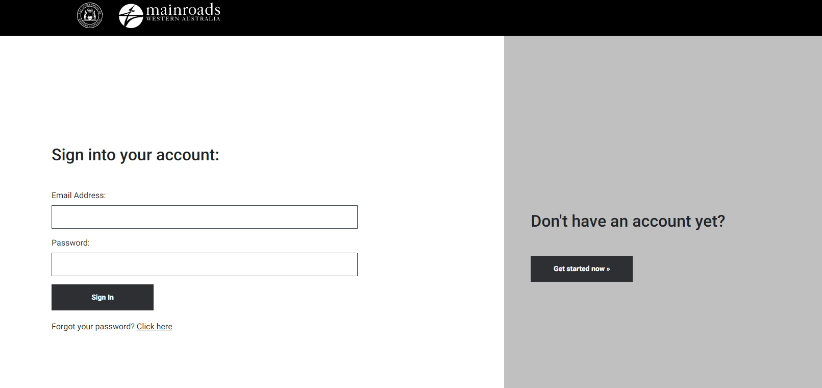 mainroads
WESTERN AUSTRALIA
Sign into your account:
Email Address:
Password:
Sign In
Forgot your password? Click here
Don't have an account yet?
Get started now »